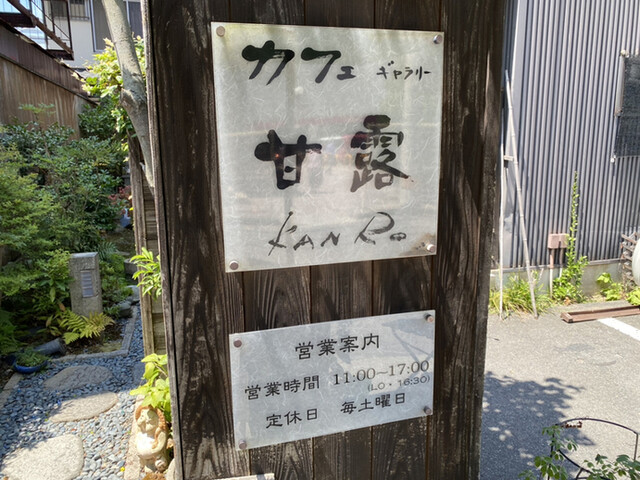 カフェ ギャラリー
甘露
KANRo
営業案内
営業時間 11:00〜17:00
(LO・16:30)
定休日 毎土曜日